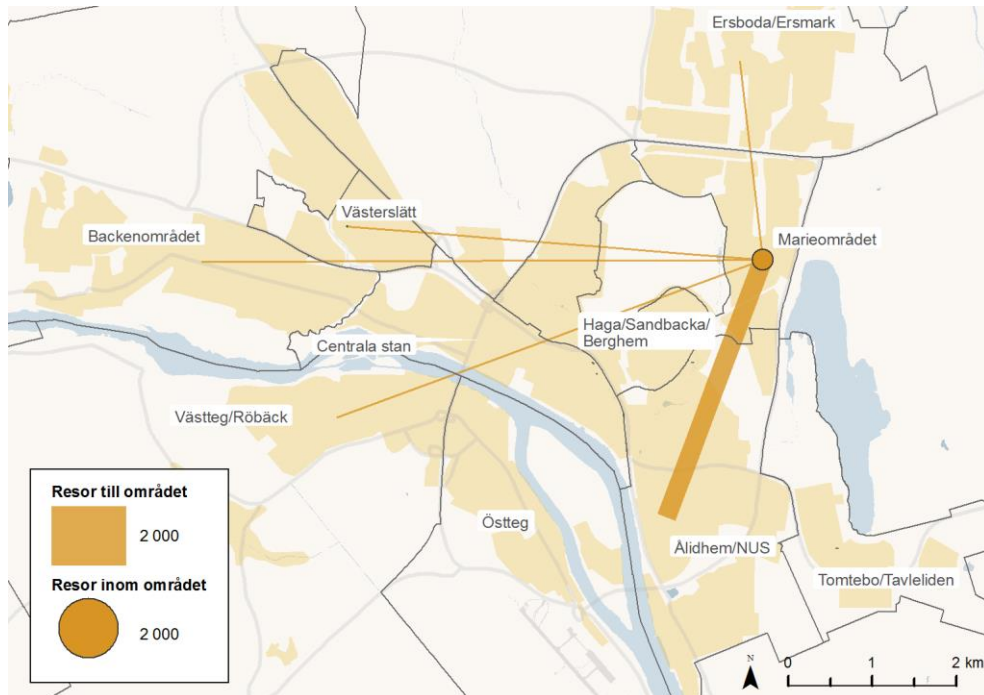 Ersboda/Ersmark
Västerslätt
Backenområdet
Marieområdet
Haga/Sandbacka/
Berghem
Centrala stan
Västteg/Röbäck
Resor till området
2 000
Resor inom området
2 000
Östteg
Ålidhem/NUS
Tomtebo/Tavleliden
N
0 1 2 km